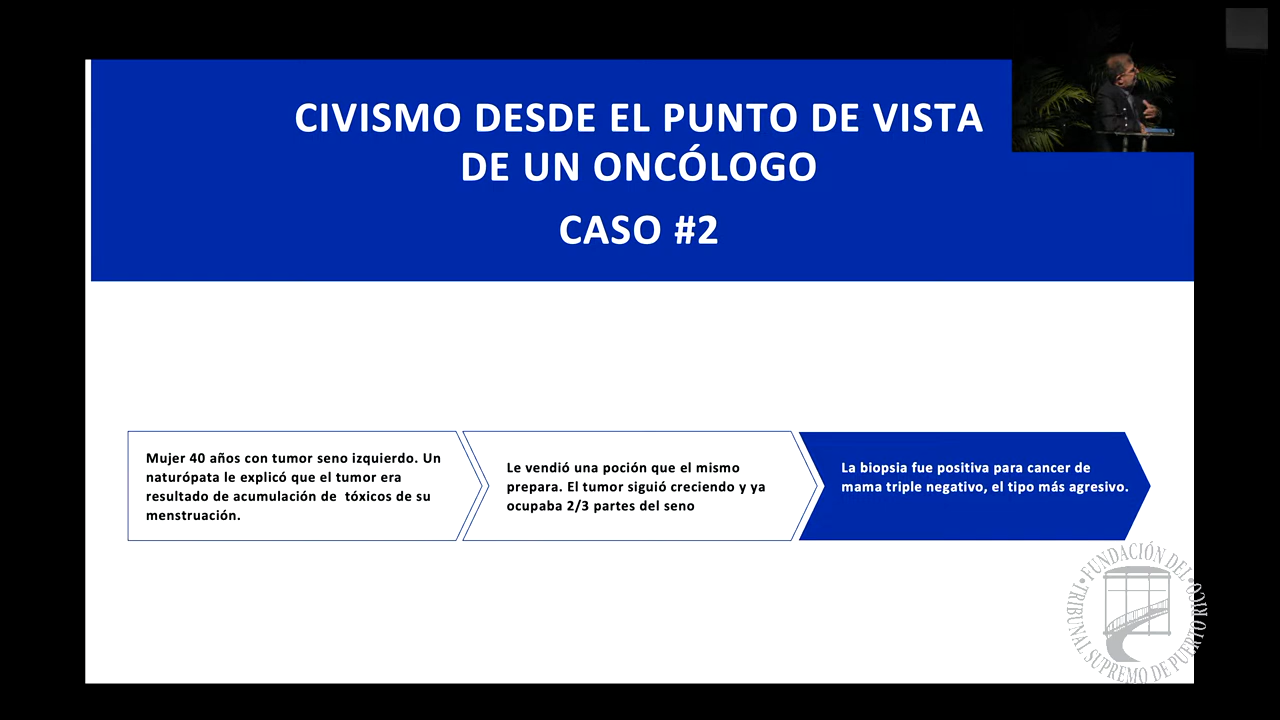 CIVISMO DESDE EL PUNTO DE VISTA
DE UN ONCÓLOGO
CASO #2
Mujer 40 años con tumor seno izquierdo. Un
naturópata le explicó que el tumor era
resultado de acumulación de tóxicos de su
menstruación.
Le vendió una poción que el mismo
prepara. El tumor siguió creciendo y ya
ocupaba 2/3 partes del seno
La biopsia fue positiva para cancer de
mama triple negativo, el tipo más agresivo.
FUNDACIÓN DEL
TRIBUNAL SUPREMO DE PUERTO RICO